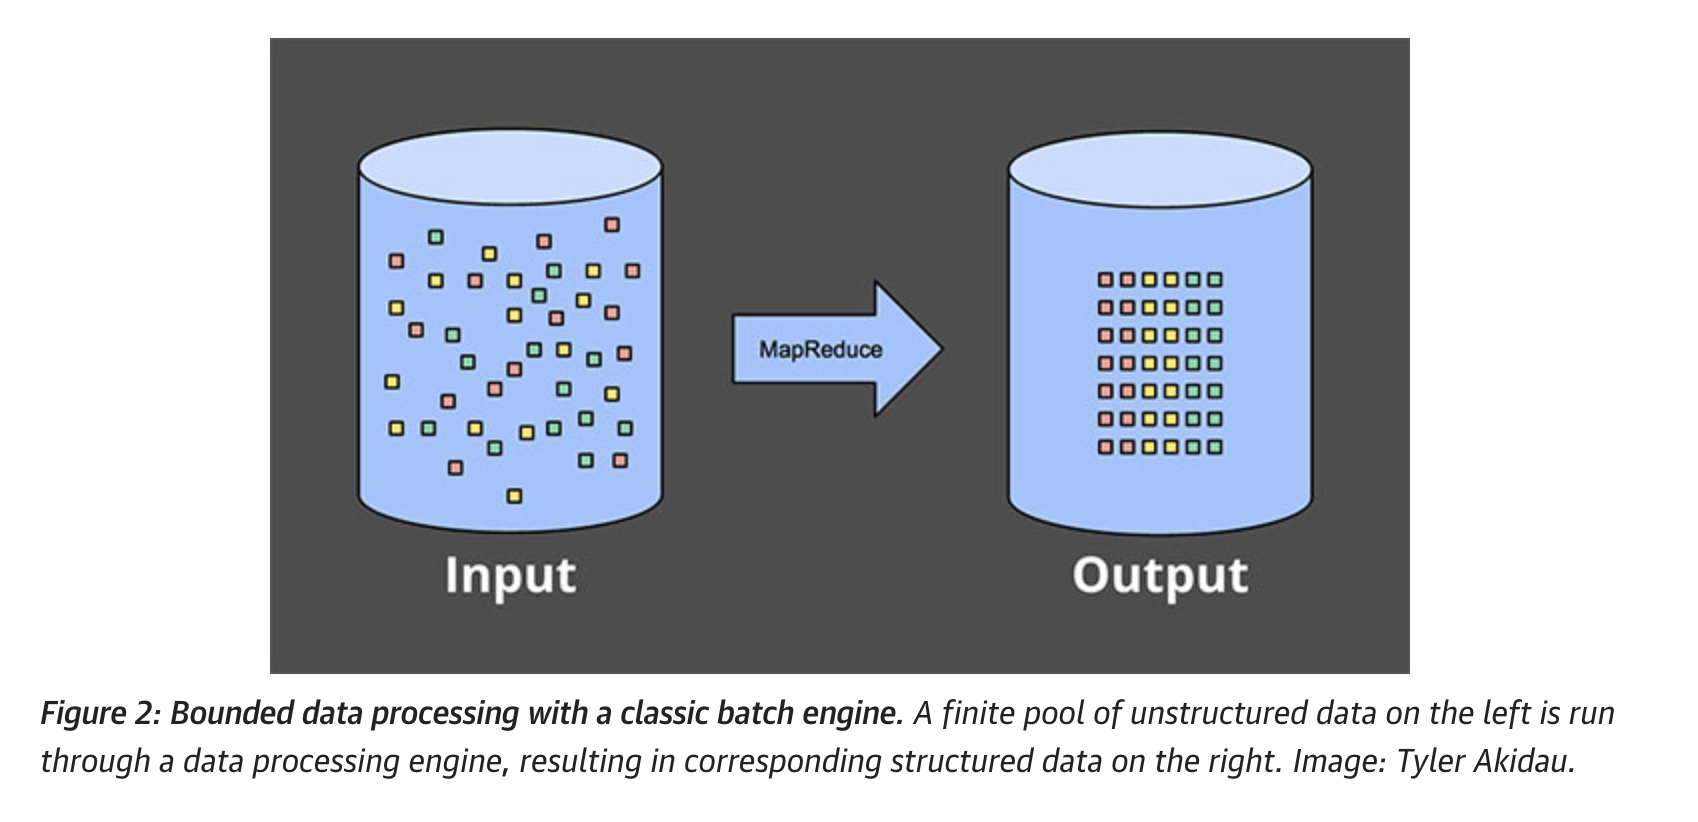 MapReduce
Input
Output
Figure 2: Bounded data processing with a classic batch engine. A finite pool of unstructured data on the left is run
through a data processing engine, resulting in corresponding structured data on the right. Image: Tyler Akidau.